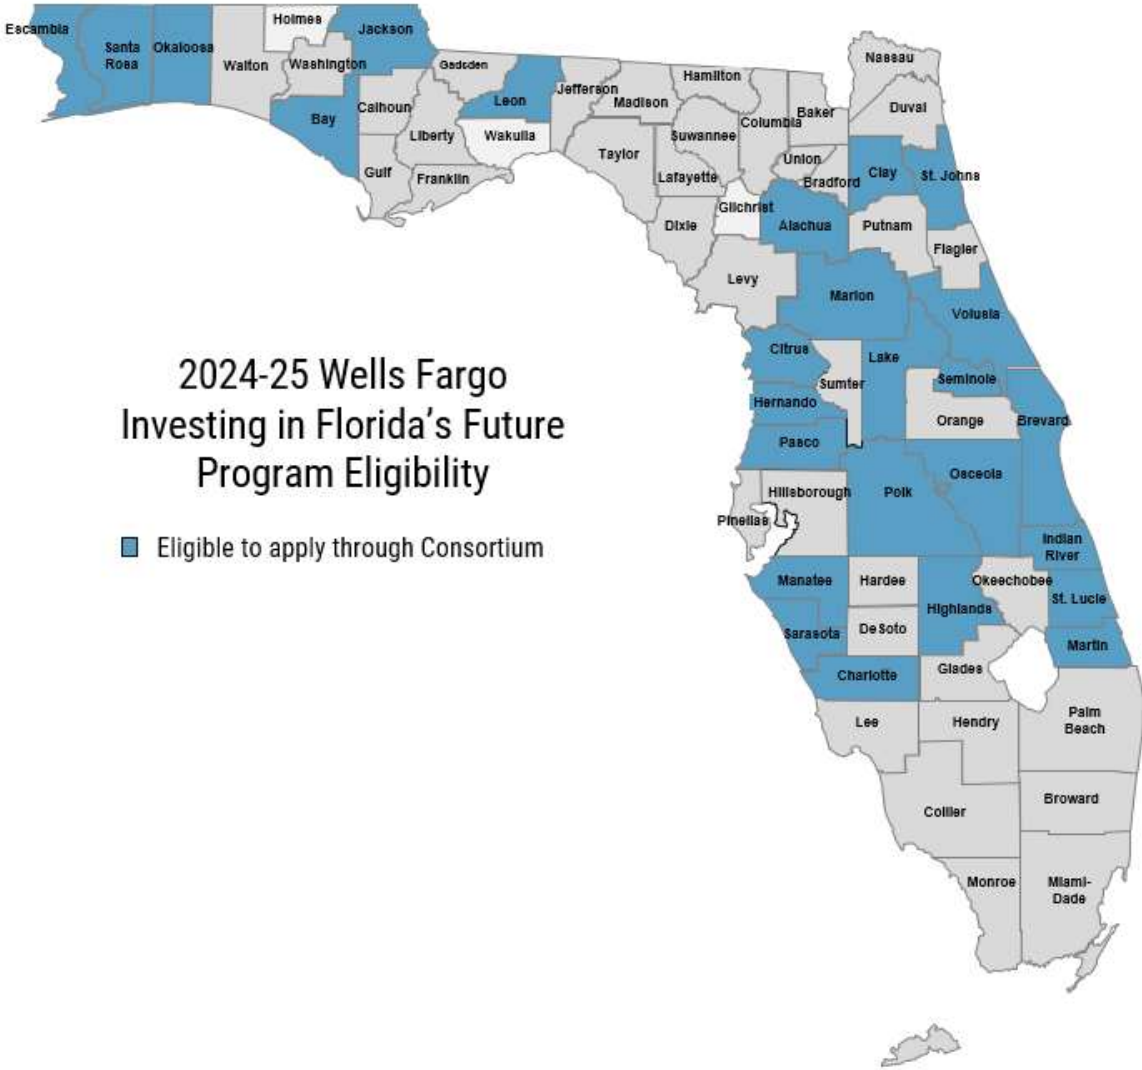 Escambia
Santa
Rosa
Okaloosa
Walton
Holmes
Washington
Jackson
Bay
Calhoun
Gulf
Liberty
Gadsden
Franklin
Leon
Wakulla
Jefferson
Madison
Taylor
Hamilton
Suwannee
Lafayette
Dixie
Columbia
Gilchrist
Levy
Baker
Union
Bradford
Alachua
Nassau
Duval
Clay
St. Johns
Putnam
Flagler
Marion
Volusia
2024-25 Wells Fargo
Investing in Florida's Future
Program Eligibility
Eligible to apply through Consortium
Citrus
Sumter
Lake
Seminole
Hernando
Orange
Brevard
Pasco
Osceola
Hillsborough
Polk
Pinellas
Indian
River
Manatee
Hardee
Okeechobee
St. Lucie
Highlands
Sarasota
DeSoto
Martin
Charlotte
Glades
Lee
Hendry
Palm
Beach
Collier
Broward
Monroe
Miami-
Dade